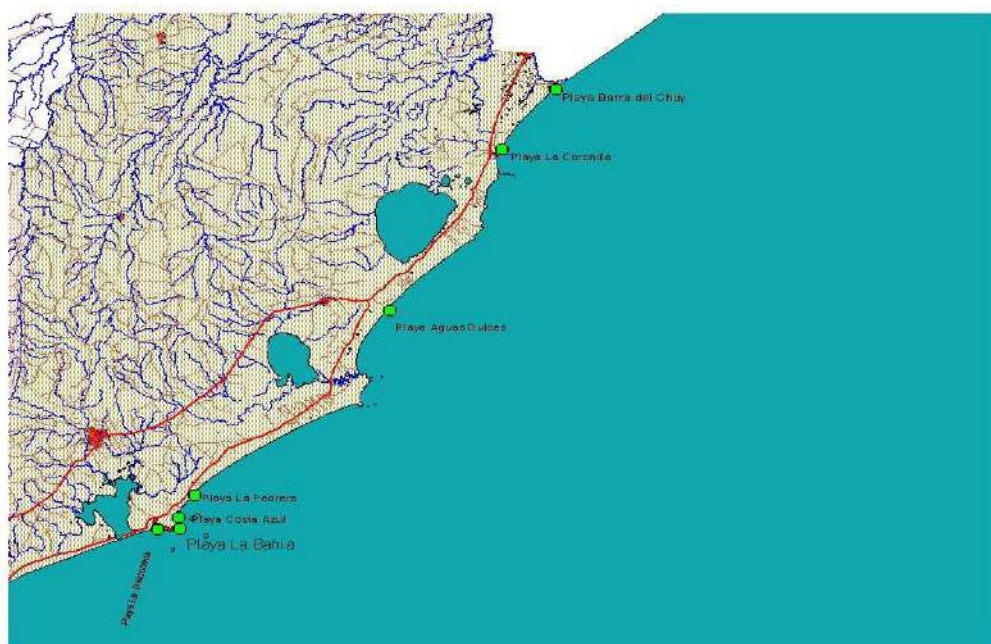 Playa Barra del Chuy
Playa La Coronilla
Playa Aguas Dulces
Playa La Pedrera
Playa Costa Azul
Playa La Bahía
Playa La Balconada